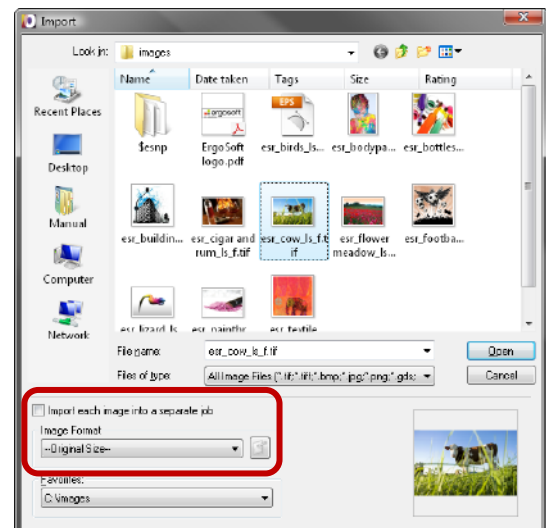 Import
Look in: images
Name Date taken Tags Size Rating
Recent Places
Desktop
Manual
Computer
Network
ergosoft
EPS
$esnp ErgoSoft logo.pdf esr_birds_ls... esr_bodypa... esr_bottles...
esr_buildin... esr_cigar and rum_ls_f.tif esr_cow_ls_f.t if esr_flower meadow_ls... esr_footba...
esr_lizard_ls esr_painthr esr_textile
File name: esr_cow_ls_f.tif Open
Files of type: All Image Files (*.tif;*.tiff;*.bmp;*.jpg;*.png;*.gds; Cancel
Import each image into a separate job
Image Format
--Original Size--
Favorites:
C:\images